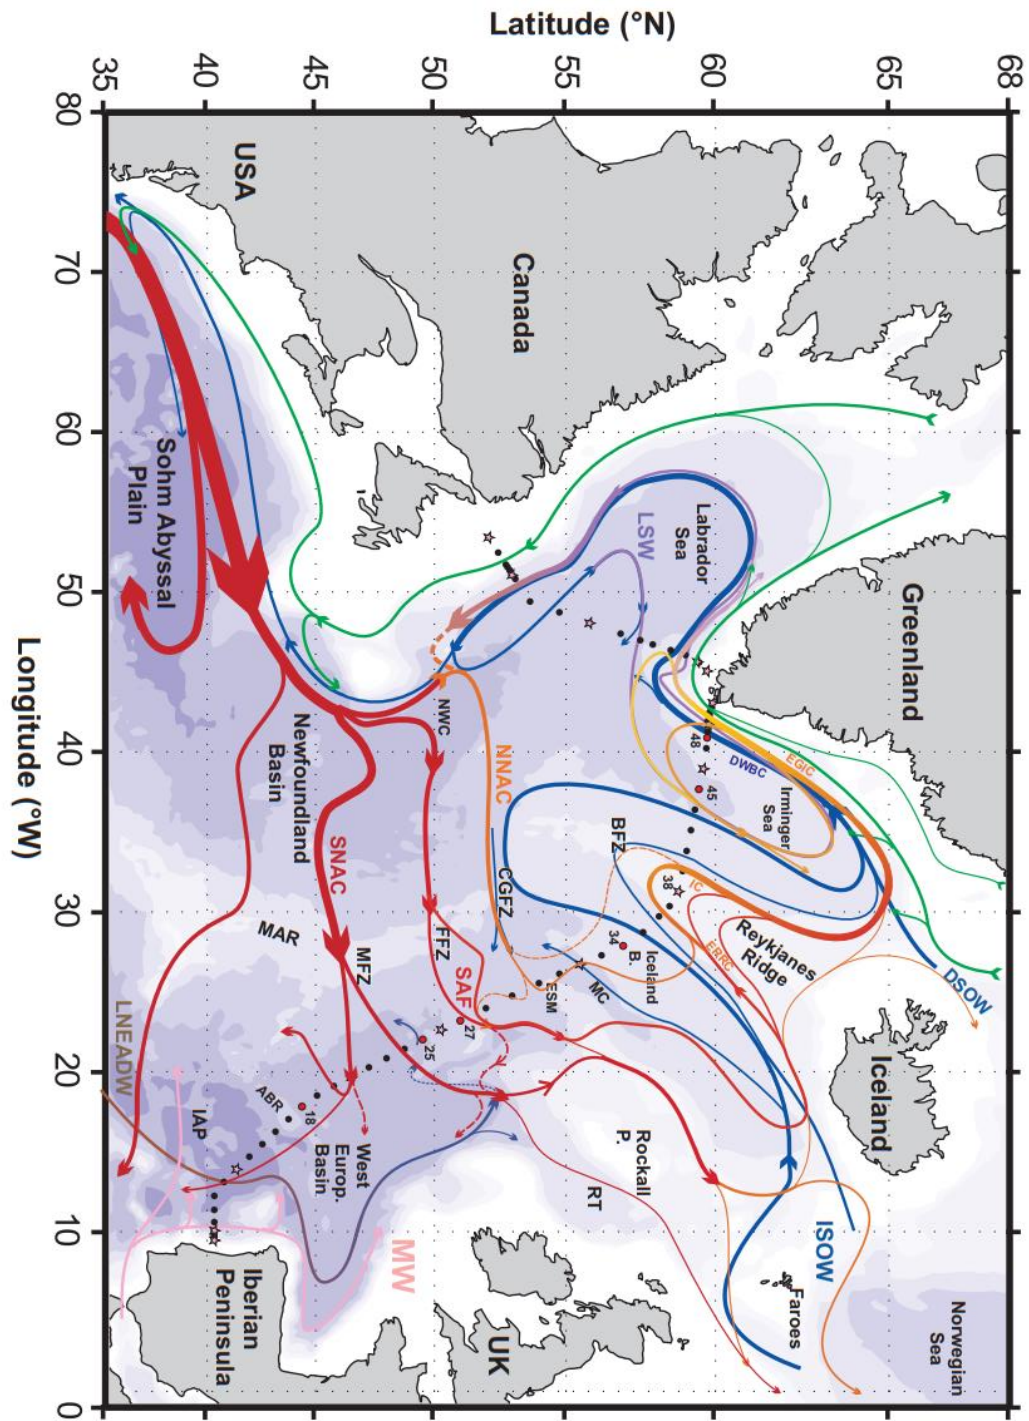 Latitude (°N)
35
40
45
50
55
60
65
68
80
70
60
50
40
30
20
10
0
Longitude (°W)
USA
Canada
Greenland
Labrador
Sea
LSW
Sohm Abyssal
Plain
NWC
Newfoundland
Basin
NNAC
SNAC
DWBC
EGIC
48
45
Irminger
Sea
BFZ
IC
38
CGFZ
34
Iceland
B.
Reykjanes
Ridge
ERRC
DSOW
MAR
MFZ
FFZ
SAF
ESM
MC
27
25
Iceland
LNEADW
IAP
ABR
18
West
Europ.
Basin
Rockall
P.
RT
MW
ISOW
Iberian
Peninsula
UK
Faroes
Norwegian
Sea